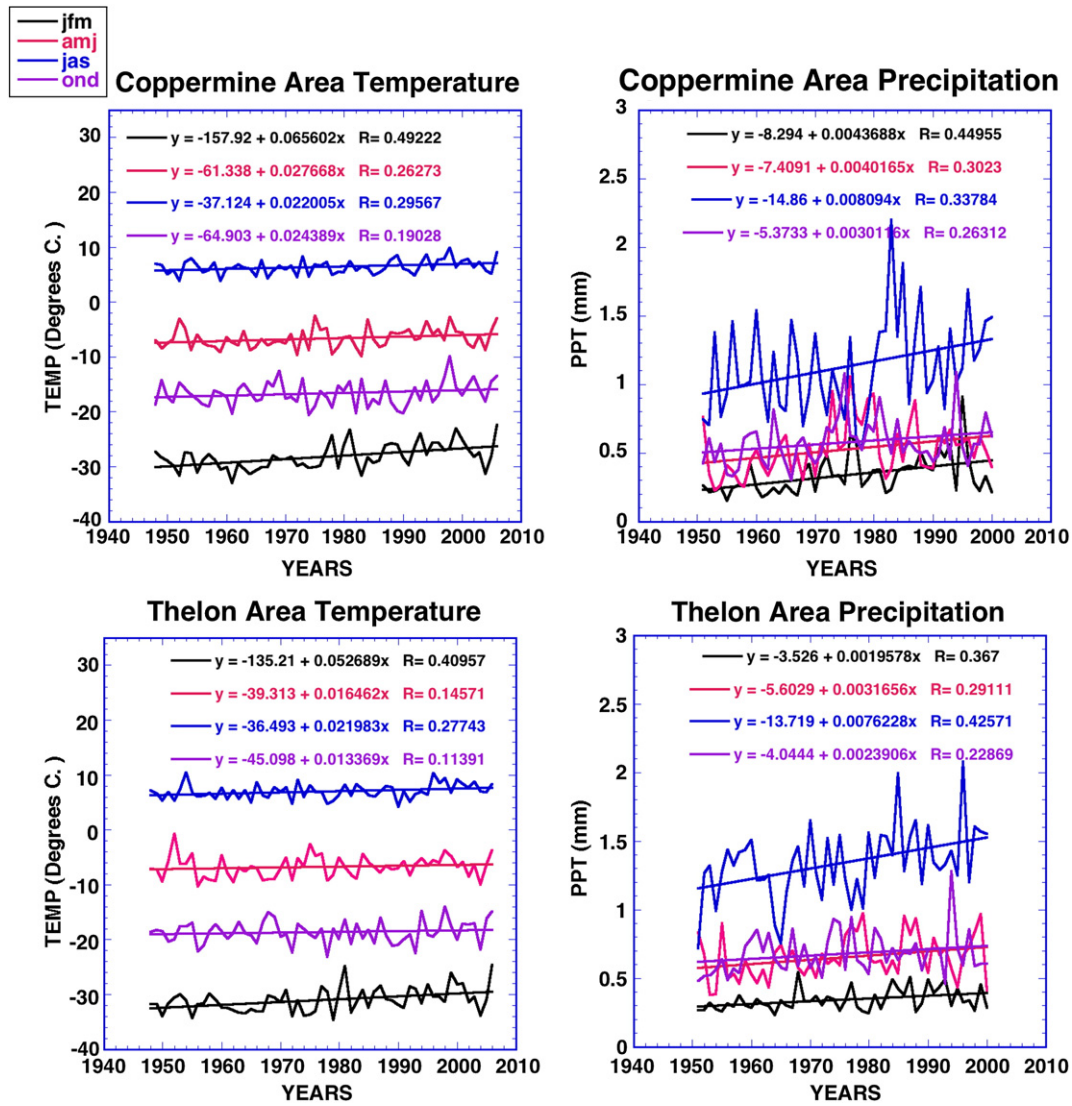 jfm
amj
jas
ond
Coppermine Area Temperature
y = -157.92 + 0.065602x R= 0.49222
y = -61.338 + 0.027668x R= 0.26273
y = -37.124 + 0.022005x R= 0.29567
y = -64.903 + 0.024389x R= 0.19028
TEMP (Degrees C. )
30
20
10
0
-10
-20
-30
-40
1940 1950 1960 1970 1980 1990 2000 2010
YEARS
Coppermine Area Precipitation
y = -8.294 + 0.0043688x R= 0.44955
y = -7.4091 + 0.0040165x R= 0.3023
y = -14.86 + 0.008094x R= 0.33784
y = -5.3733 + 0.0030116x R= 0.26312
PPT (mm)
3
2.5
2
1.5
1
0.5
0
1940 1950 1960 1970 1980 1990 2000 2010
YEARS
Thelon Area Temperature
y = -135.21 + 0.052689x R= 0.40957
y = -39.313 + 0.016462x R= 0.14571
y = -36.493 + 0.021983x R= 0.27743
y = -45.098 + 0.013369x R= 0.11391
TEMP (Degrees C. )
30
20
10
0
-10
-20
-30
-40
1940 1950 1960 1970 1980 1990 2000 2010
YEARS
Thelon Area Precipitation
y = -3.526 + 0.0019578x R= 0.367
y = -5.6029 + 0.0031656x R= 0.29111
y = -13.719 + 0.0076228x R= 0.42571
y = -4.0444 + 0.0023906x R= 0.22869
PPT (mm)
3
2.5
2
1.5
1
0.5
0
1940 1950 1960 1970 1980 1990 2000 2010
YEARS